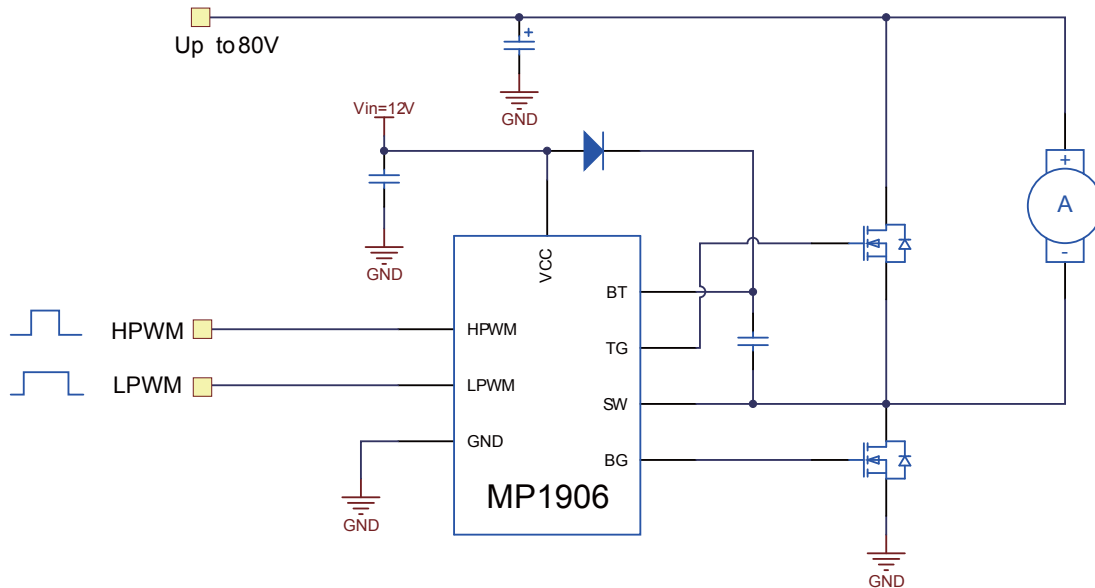 Up to 80V
+
GND
Vin=12V
GND
+
A
-
VCC
BT
HPWM
HPWM
TG
LPWM
LPWM
SW
GND
BG
MP1906
GND
GND